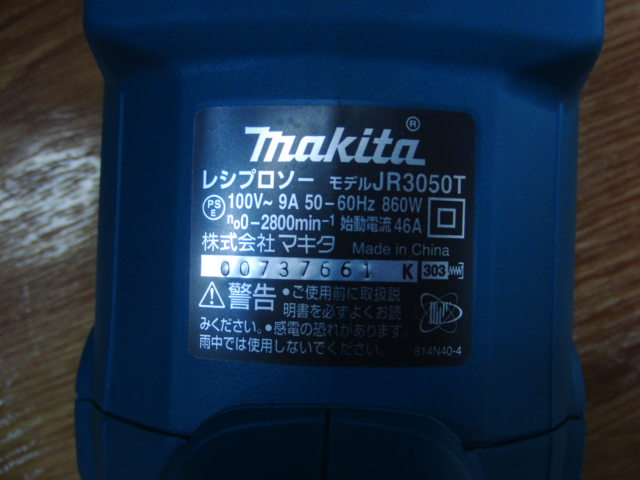 makita®
レシプロソー モデルJR3050T
PS E 100V~ 9A 50-60Hz 860W
n₀0-2800min⁻¹ 始動電流 46A
株式会社マキタ Made in China
00737661 K 303
⚠警告 •ご使用前に取扱説
明書を必ずよくお読
みください。•感電の恐れがあります。
雨中では使用しないでください。 814N40-4